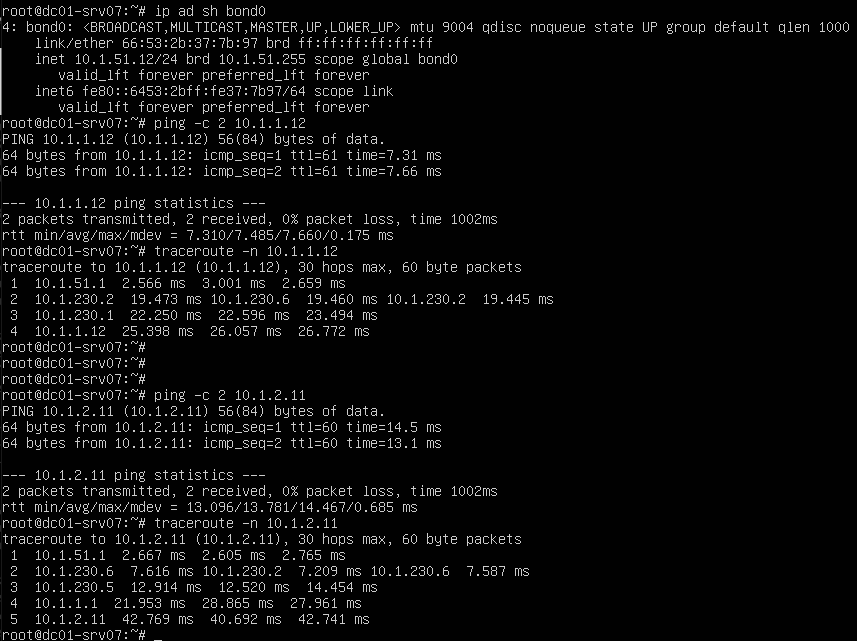 root@dc01-srv07:~# ip ad sh bond0
4: bond0: <BROADCAST,MULTICAST,MASTER,UP,LOWER_UP> mtu 9004 qdisc noqueue state UP group default qlen 1000
    link/ether 66:53:2b:37:7b:97 brd ff:ff:ff:ff:ff:ff
    inet 10.1.51.12/24 brd 10.1.51.255 scope global bond0
       valid_lft forever preferred_lft forever
    inet6 fe80::6453:2bff:fe37:7b97/64 scope link
       valid_lft forever preferred_lft forever
root@dc01-srv07:~# ping -c 2 10.1.1.12
PING 10.1.1.12 (10.1.1.12) 56(84) bytes of data.
64 bytes from 10.1.1.12: icmp_seq=1 ttl=61 time=7.31 ms
64 bytes from 10.1.1.12: icmp_seq=2 ttl=61 time=7.66 ms

--- 10.1.1.12 ping statistics ---
2 packets transmitted, 2 received, 0% packet loss, time 1002ms
rtt min/avg/max/mdev = 7.310/7.485/7.660/0.175 ms
root@dc01-srv07:~# traceroute -n 10.1.1.12
traceroute to 10.1.1.12 (10.1.1.12), 30 hops max, 60 byte packets
 1  10.1.51.1  2.566 ms  3.001 ms  2.659 ms
 2  10.1.230.2  19.473 ms 10.1.230.6  19.460 ms 10.1.230.2  19.445 ms
 3  10.1.230.1  22.250 ms  22.596 ms  23.494 ms
 4  10.1.1.12  25.398 ms  26.057 ms  26.772 ms
root@dc01-srv07:~#
root@dc01-srv07:~#
root@dc01-srv07:~#
root@dc01-srv07:~# ping -c 2 10.1.2.11
PING 10.1.2.11 (10.1.2.11) 56(84) bytes of data.
64 bytes from 10.1.2.11: icmp_seq=1 ttl=60 time=14.5 ms
64 bytes from 10.1.2.11: icmp_seq=2 ttl=60 time=13.1 ms

--- 10.1.2.11 ping statistics ---
2 packets transmitted, 2 received, 0% packet loss, time 1002ms
rtt min/avg/max/mdev = 13.096/13.781/14.467/0.685 ms
root@dc01-srv07:~# traceroute -n 10.1.2.11
traceroute to 10.1.2.11 (10.1.2.11), 30 hops max, 60 byte packets
 1  10.1.51.1  2.667 ms  2.605 ms  2.765 ms
 2  10.1.230.6  7.616 ms 10.1.230.2  7.209 ms 10.1.230.6  7.587 ms
 3  10.1.230.5  12.914 ms  12.520 ms  14.454 ms
 4  10.1.1.1  21.953 ms  28.865 ms  27.961 ms
 5  10.1.2.11  42.769 ms  40.692 ms  42.741 ms
root@dc01-srv07:~# _